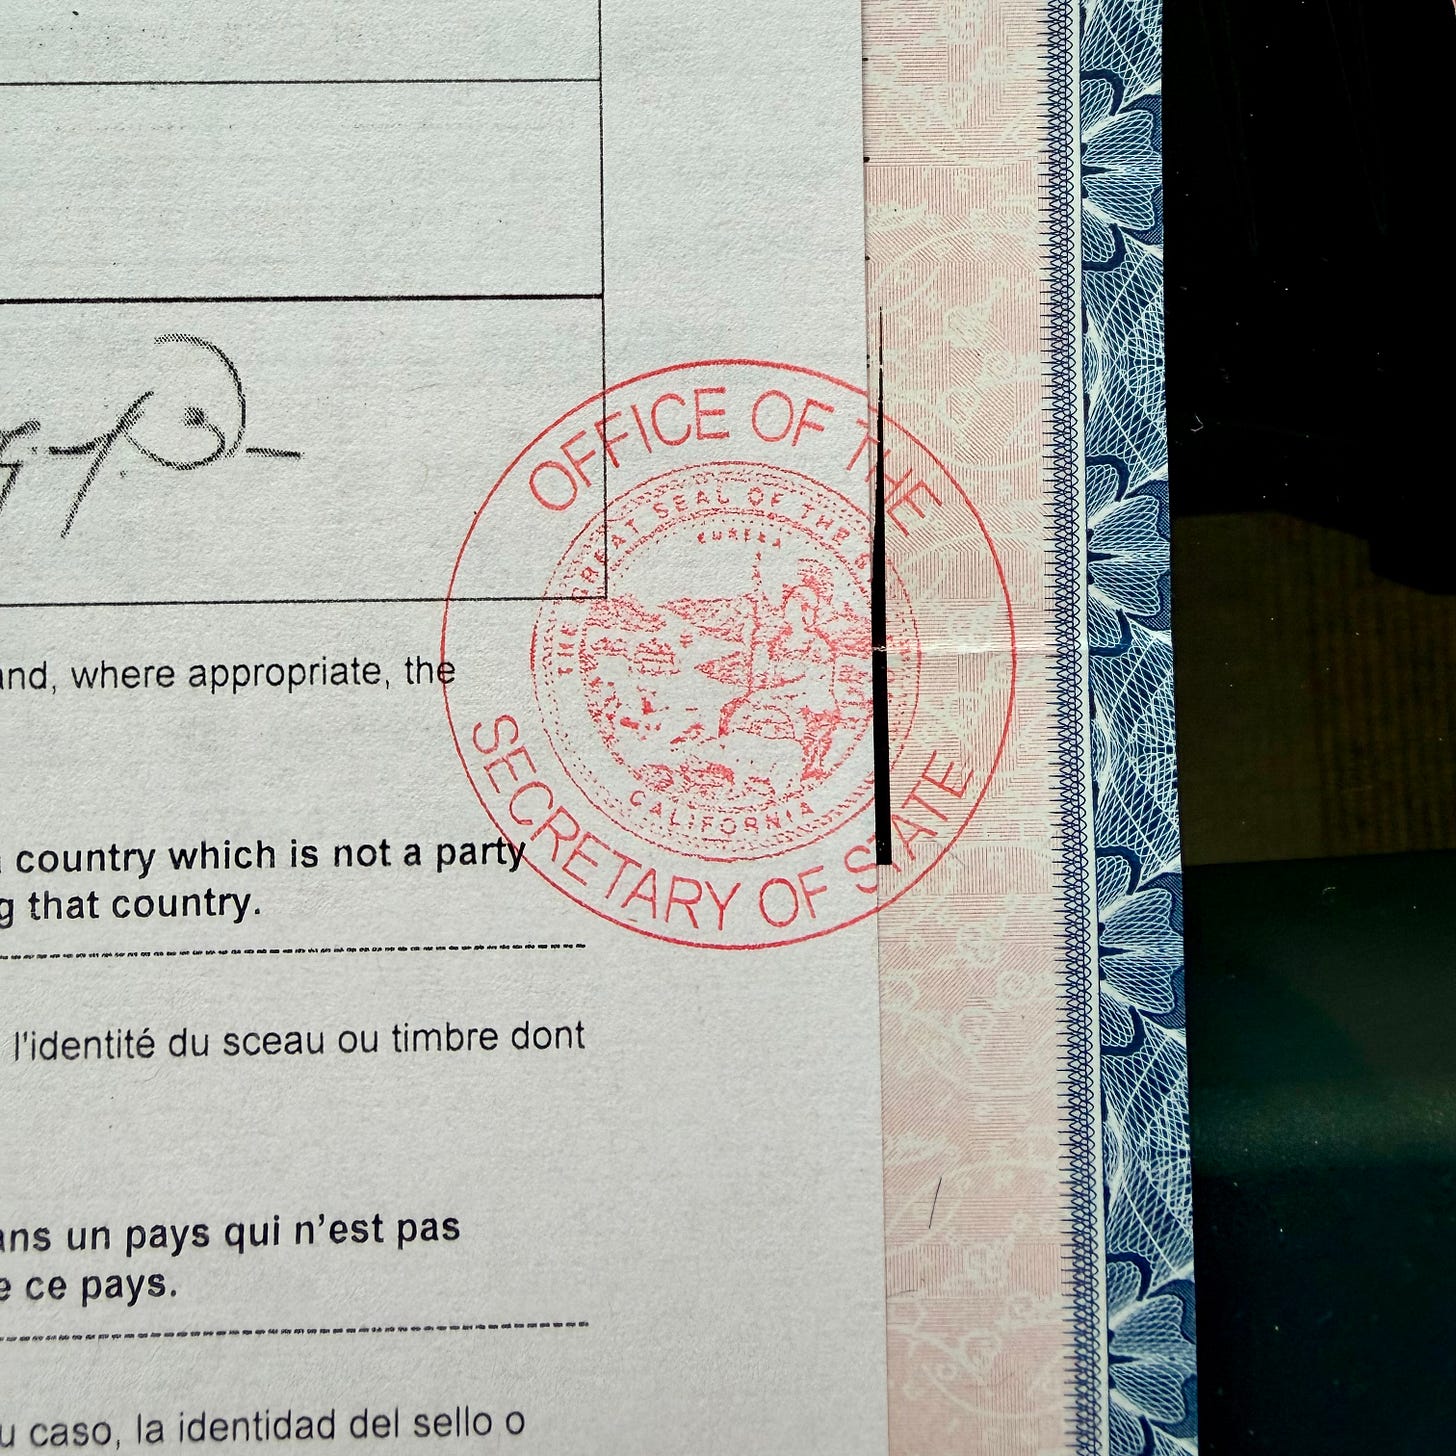 OFFICE OF THE
THE GREAT SEAL OF THE
EUREKA
CALIFORNIA
SECRETARY OF STATE
and, where appropriate, the
country which is not a party
g that country.
l'identité du sceau ou timbre dont
ans un pays qui n'est pas
e ce pays.
u caso, la identidad del sello o